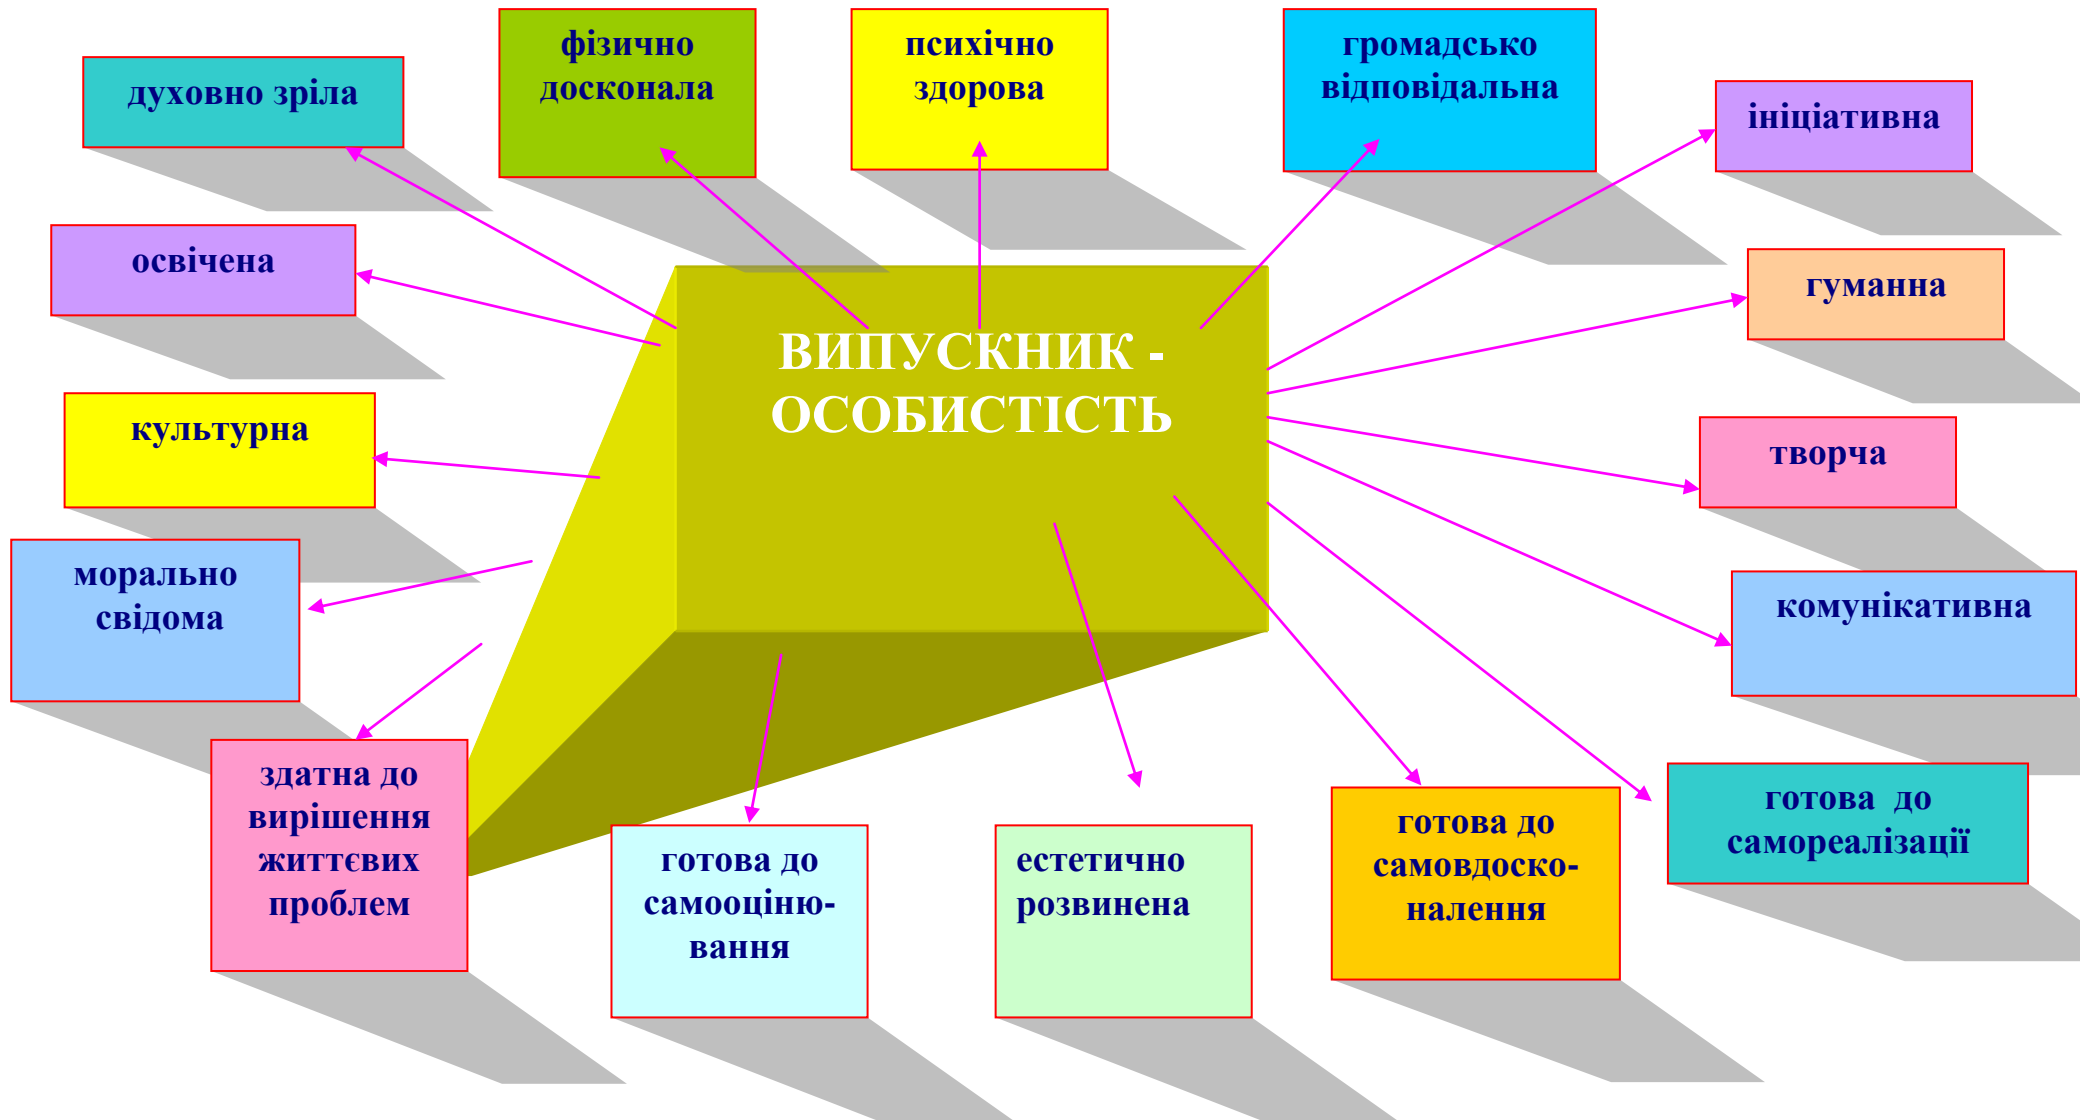 духовно зріла
фізично
досконала
психічно
здорова
громадсько
відповідальна
ініціативна
освічена
гуманна
ВИПУСКНИК -
ОСОБИСТІСТЬ
культурна
творча
морально
свідома
комунікативна
здатна до
вирішення
життєвих
проблем
готова до
самооціню-
вання
естетично
розвинена
готова до
самовдоско-
налення
готова до
самореалізації